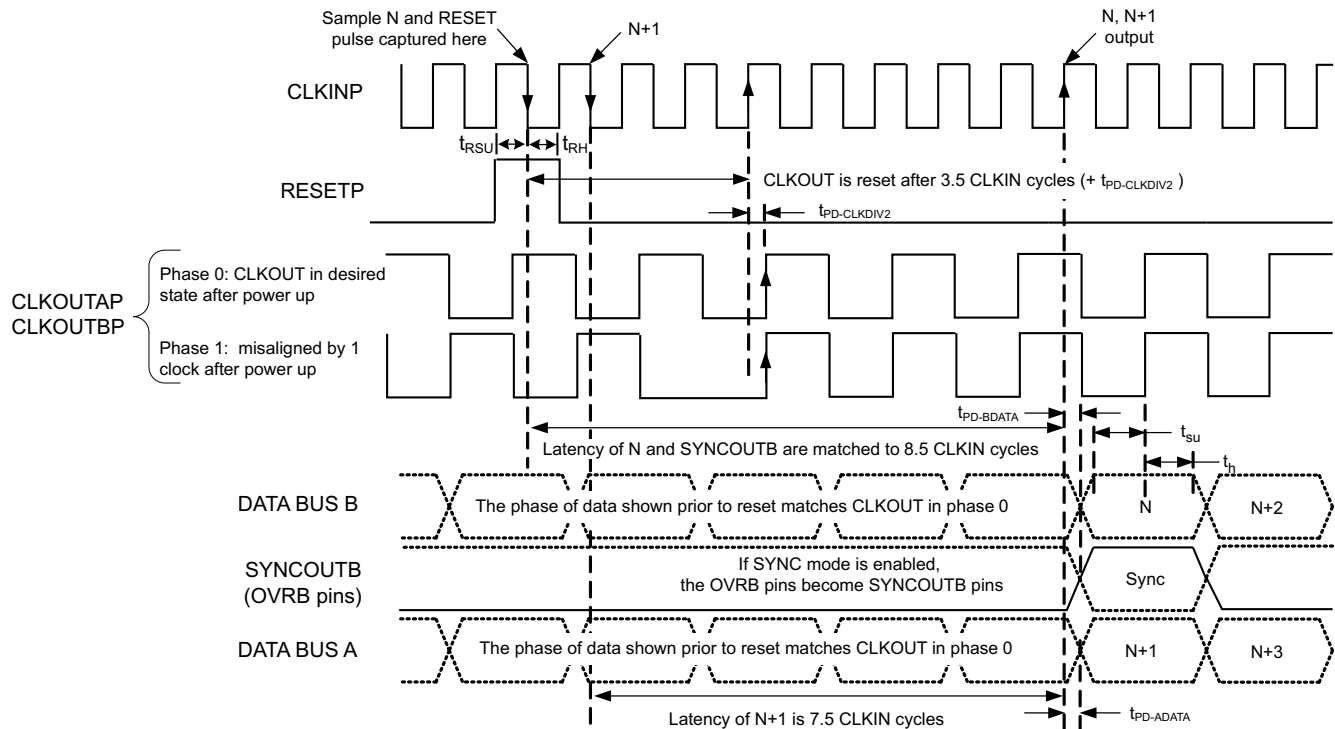 Sample N and RESET
pulse captured here
N+1
N, N+1
output
CLKINP
tRSU
tRH
RESETP
CLKOUT is reset after 3.5 CLKIN cycles (+ tPD-CLKDIV2 )
tPD-CLKDIV2
CLKOUTAP
CLKOUTBP
Phase 0: CLKOUT in desired
state after power up
Phase 1: misaligned by 1
clock after power up
tPD-BDATA
tsu
Latency of N and SYNCOUTB are matched to 8.5 CLKIN cycles
th
DATA BUS B
The phase of data shown prior to reset matches CLKOUT in phase 0
N
N+2
SYNCOUTB
(OVRB pins)
If SYNC mode is enabled,
the OVRB pins become SYNCOUTB pins
Sync
DATA BUS A
The phase of data shown prior to reset matches CLKOUT in phase 0
N+1
N+3
Latency of N+1 is 7.5 CLKIN cycles
tPD-ADATA